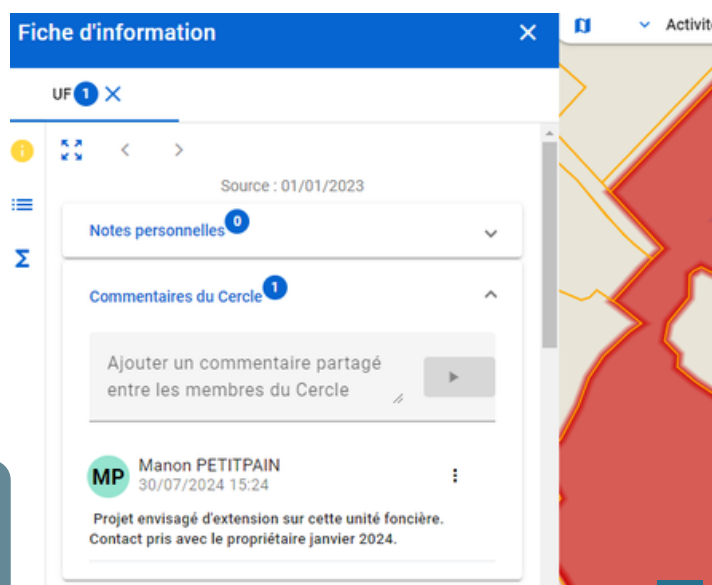 Fiche d'information
Activit
UF 1
Source : 01/01/2023
Notes personnelles 0
Commentaires du Cercle 1
Ajouter un commentaire partagé
entre les membres du Cercle
MP
Manon PETITPAIN
30/07/2024 15:24
Projet envisagé d'extension sur cette unité foncière.
Contact pris avec le propriétaire janvier 2024.